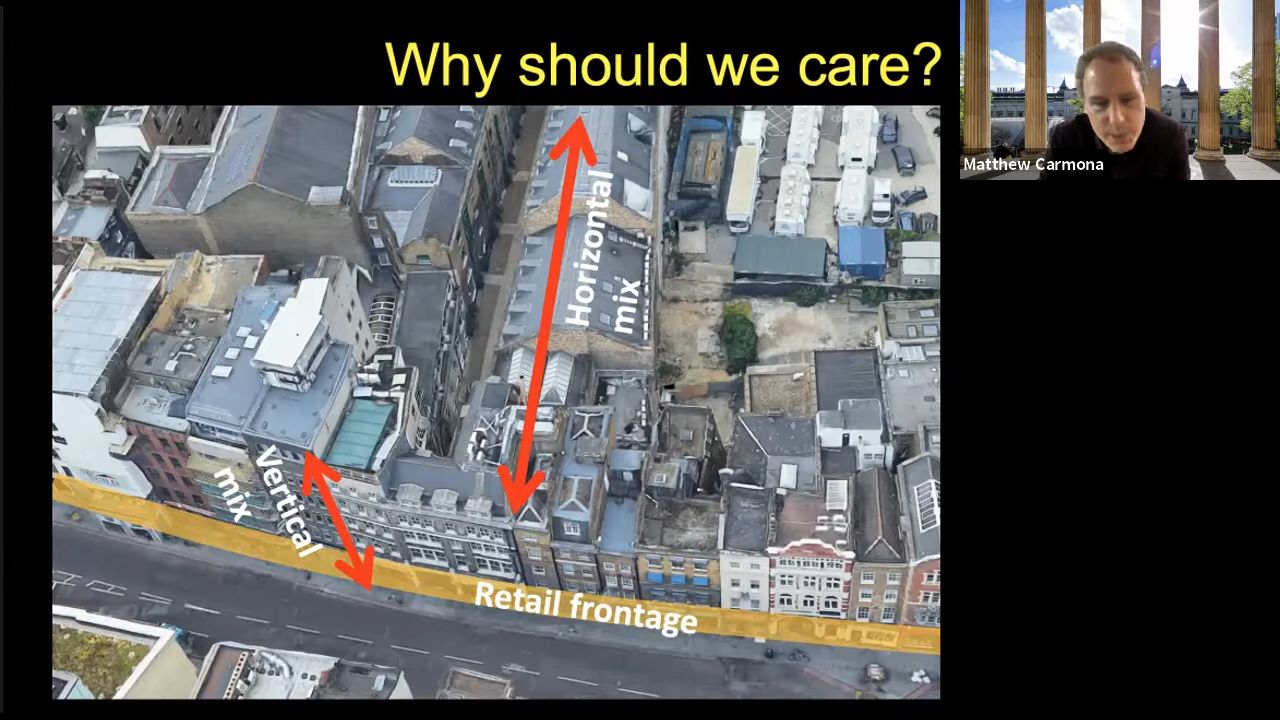 Why should we care?
Matthew Carmona
Horizontal
mix
Vertical
mix
Retail frontage